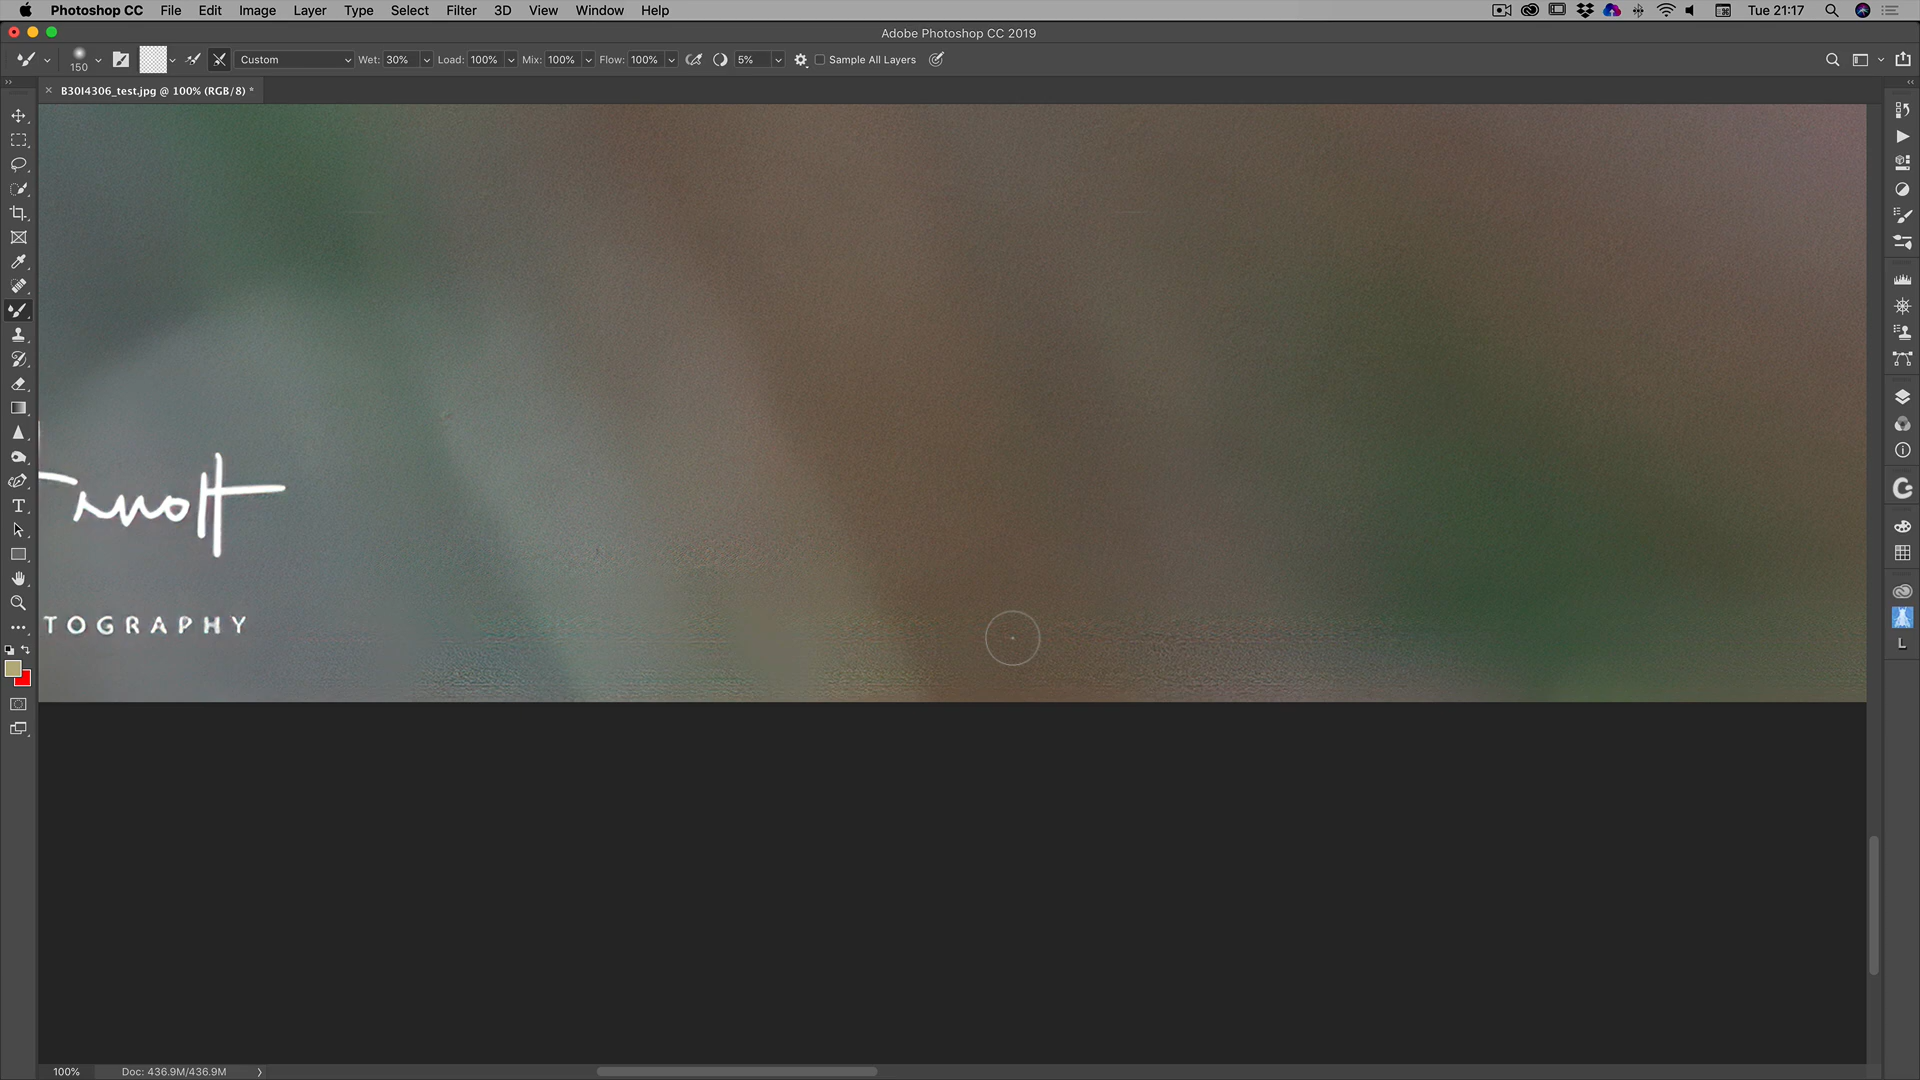 Photoshop CC File Edit Image Layer Type Select Filter 3D View Window Help Tue 21:17
Adobe Photoshop CC 2019
150 Custom Wet: 30% Load: 100% Mix: 100% Flow: 100% 5% Sample All Layers
B30I4306_test.jpg @ 100% (RGB/8) *
TOGRAPHY
100% Doc: 436.9M/436.9M